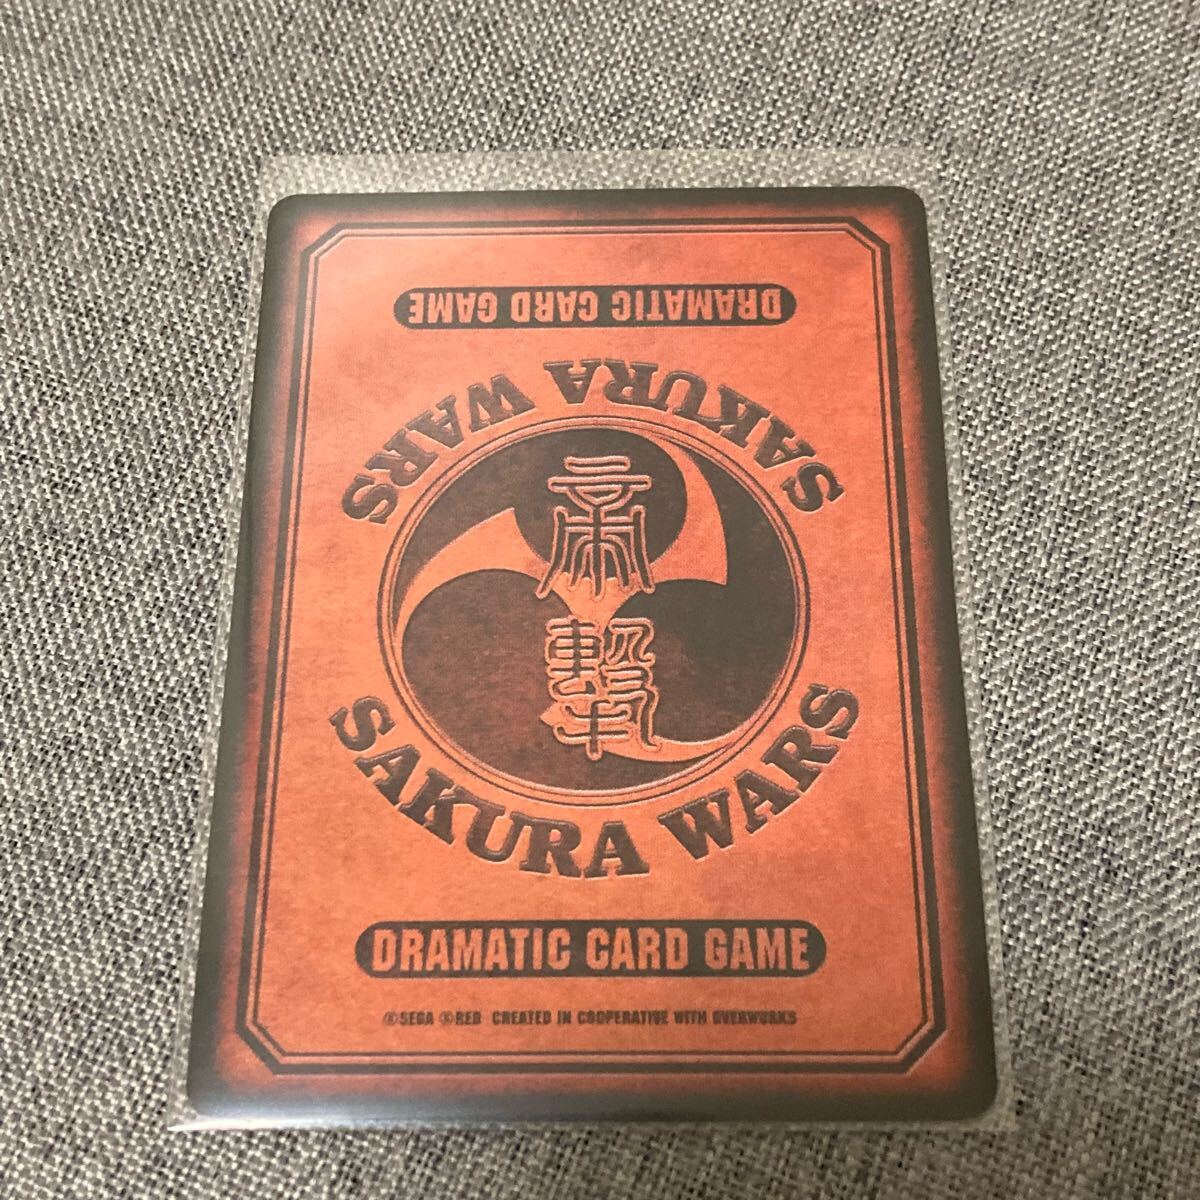 DRAMATIC CARD GAME
SAKURA WARS
帝
撃
SAKURA WARS
DRAMATIC CARD GAME
©SEGA ©RED CREATED IN COOPERATIVE WITH OVERWORKS